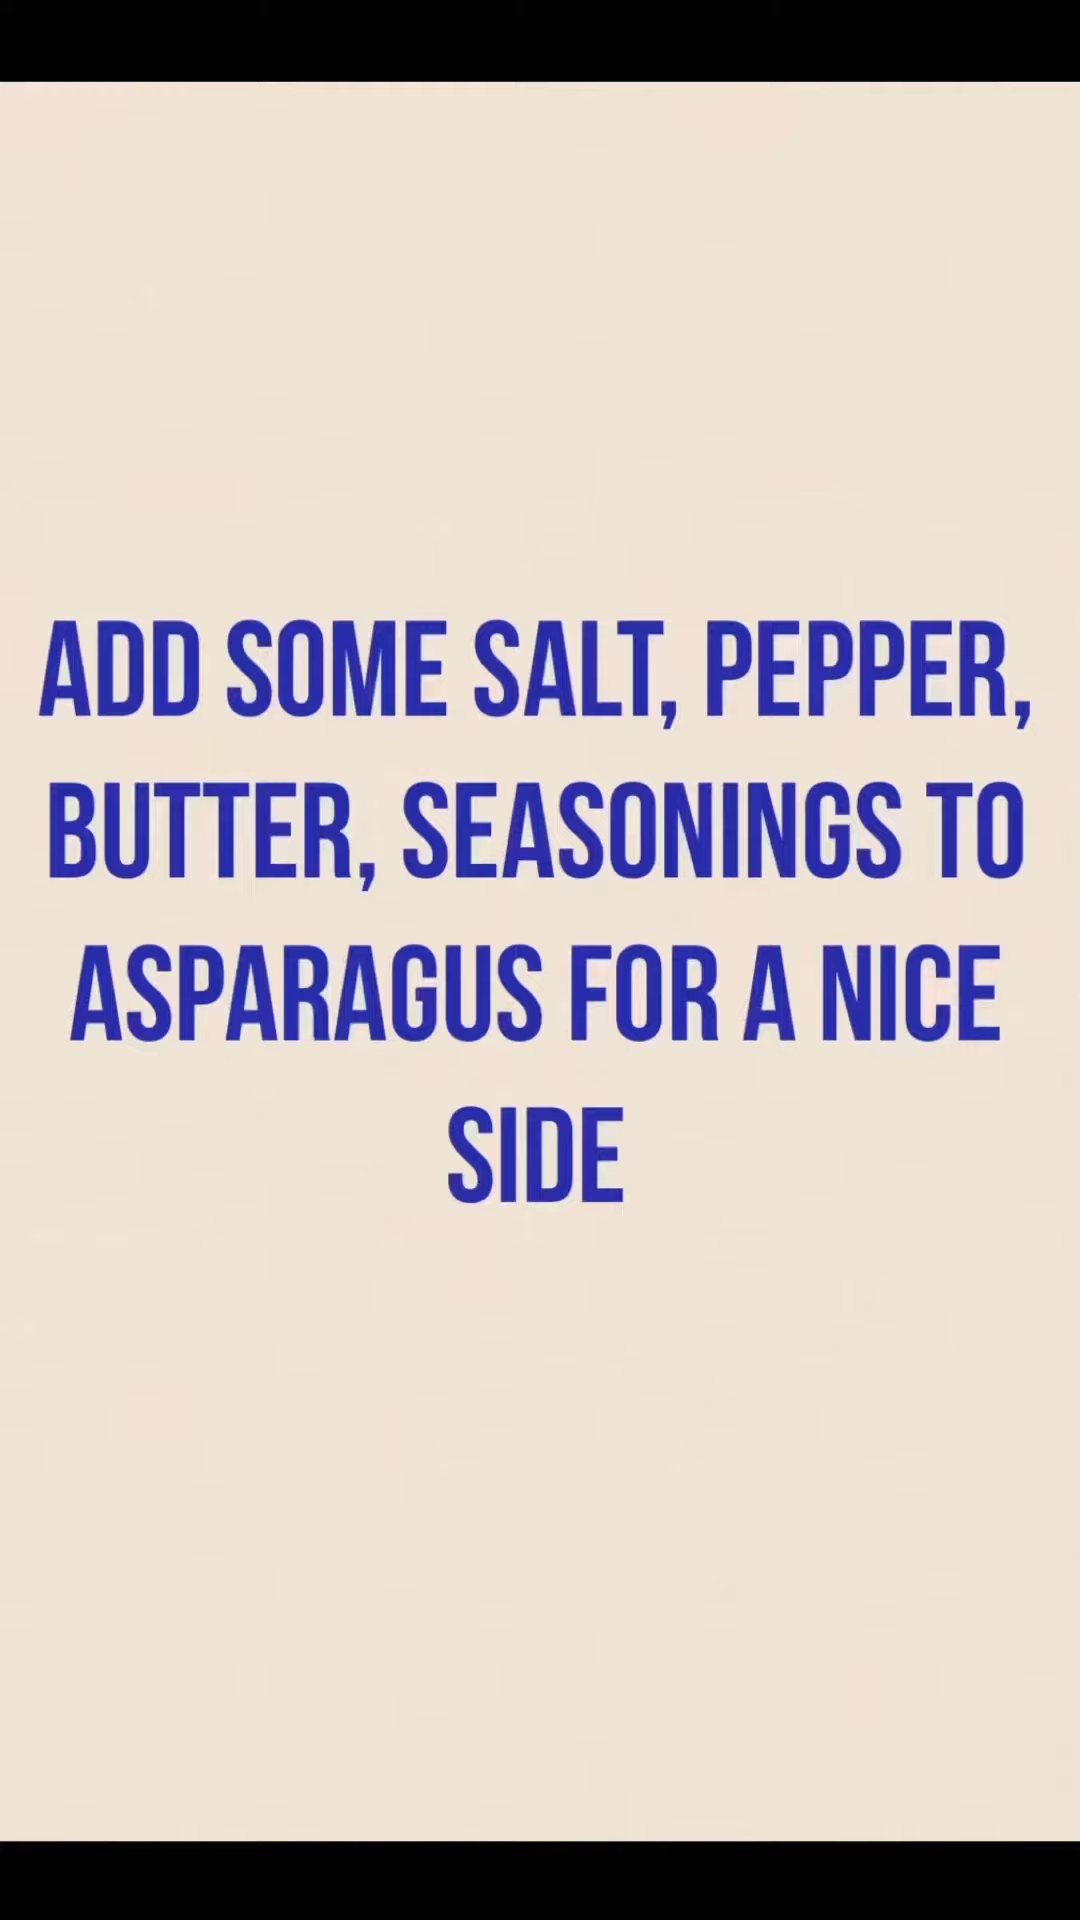 ADD SOME SALT, PEPPER,
BUTTER, SEASONINGS TO
ASPARAGUS FOR A NICE
SIDE